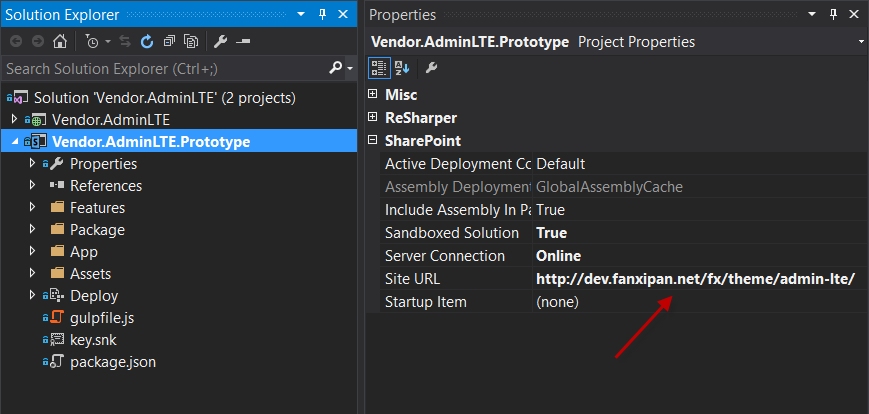 Solution Explorer
Search Solution Explorer (Ctrl+;)
Solution 'Vendor.AdminLTE' (2 projects)
Vendor.AdminLTE
Vendor.AdminLTE.Prototype
Properties
References
Features
Package
App
Assets
Deploy
gulpfile.js
key.snk
package.json
Properties
Vendor.AdminLTE.Prototype Project Properties
Misc
ReSharper
SharePoint
Active Deployment Co Default
Assembly Deployment GlobalAssemblyCache
Include Assembly In Pa True
Sandboxed Solution True
Server Connection Online
Site URL http://dev.fanxipan.net/fx/theme/admin-lte/
Startup Item (none)